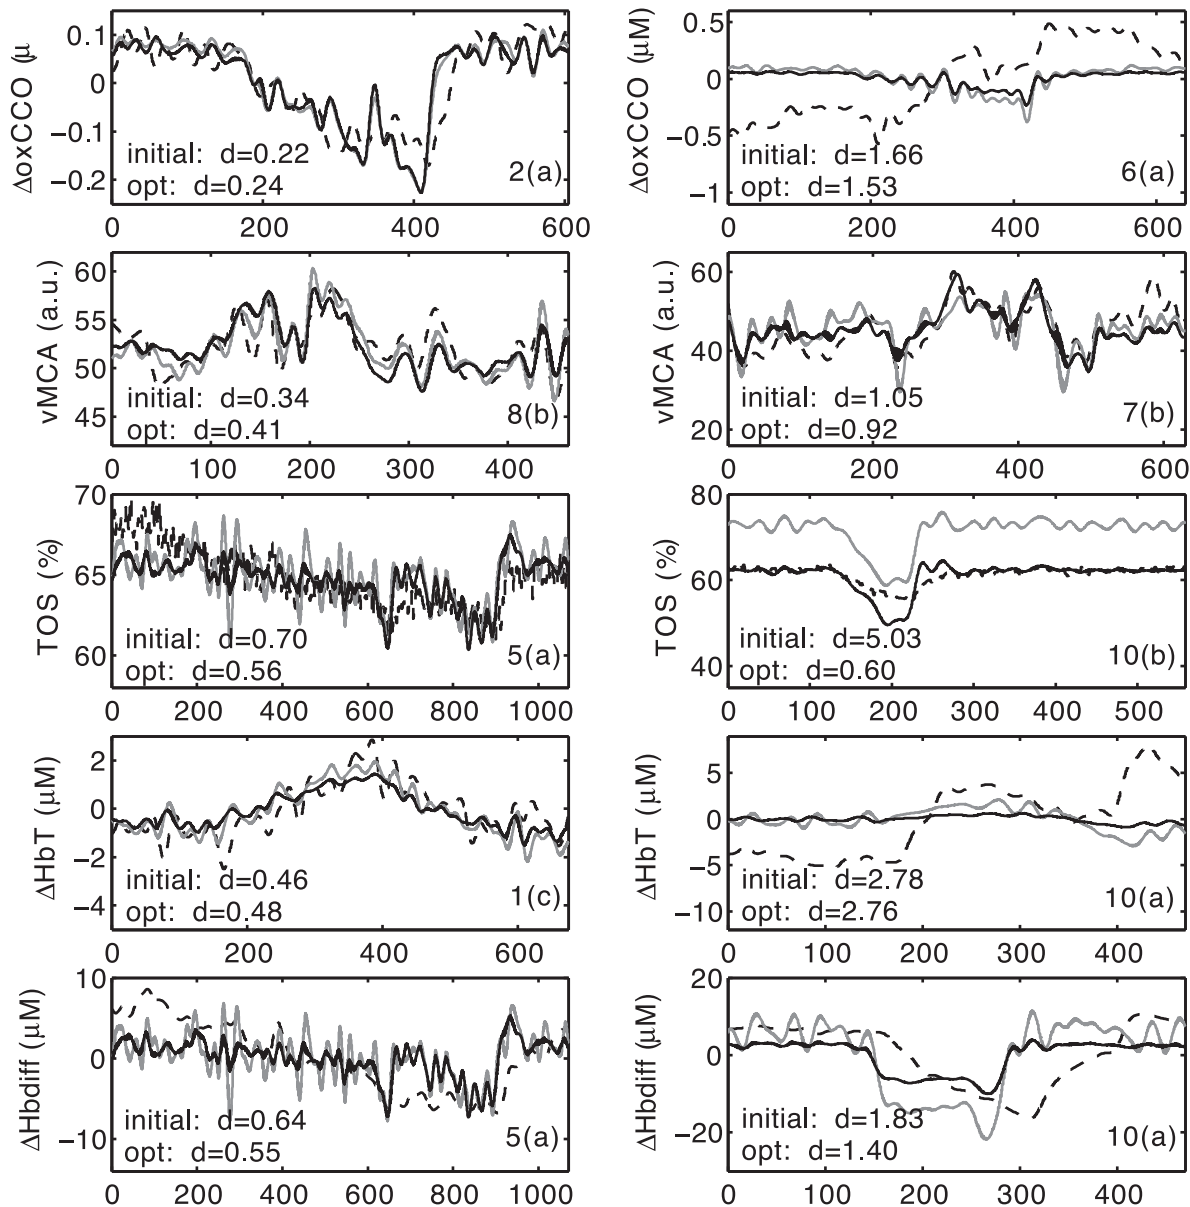 ΔoxCCO (μ
0.1
0
−0.1
−0.2
initial: d=0.22
opt: d=0.24
2(a)
0 200 400 600
ΔoxCCO (μM)
0.5
0
−0.5
−1
initial: d=1.66
opt: d=1.53
6(a)
0 200 400 600
vMCA (a.u.)
60
55
50
45
initial: d=0.34
opt: d=0.41
8(b)
0 100 200 300 400
vMCA (a.u.)
60
40
20
initial: d=1.05
opt: d=0.92
7(b)
0 200 400 600
TOS (%)
70
65
60
initial: d=0.70
opt: d=0.56
5(a)
0 200 400 600 800 1000
TOS (%)
80
60
40
initial: d=5.03
opt: d=0.60
10(b)
0 100 200 300 400 500
ΔHbT (μM)
2
0
−2
−4
initial: d=0.46
opt: d=0.48
1(c)
0 200 400 600
ΔHbT (μM)
5
0
−5
−10
initial: d=2.78
opt: d=2.76
10(a)
0 100 200 300 400
ΔHbdiff (μM)
10
0
−10
initial: d=0.64
opt: d=0.55
5(a)
0 200 400 600 800 1000
ΔHbdiff (μM)
20
0
−20
initial: d=1.83
opt: d=1.40
10(a)
0 100 200 300 400